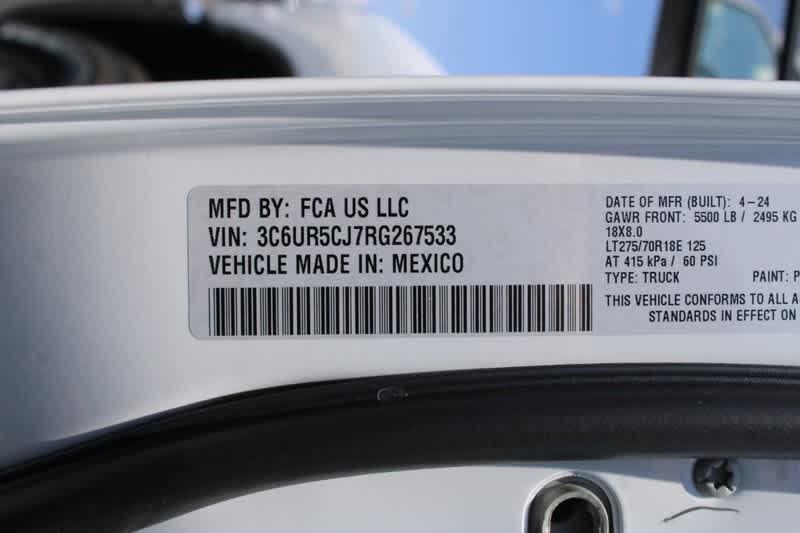 MFD BY: FCA US LLC
VIN: 3C6UR5CJ7RG267533
VEHICLE MADE IN: MEXICO
DATE OF MFR (BUILT): 4-24
GAWR FRONT: 5500 LB / 2495 KG
18X8.0
LT275/70R18E 125
AT 415 kPa / 60 PSI
TYPE: TRUCK PAINT: P
THIS VEHICLE CONFORMS TO ALL A
STANDARDS IN EFFECT ON